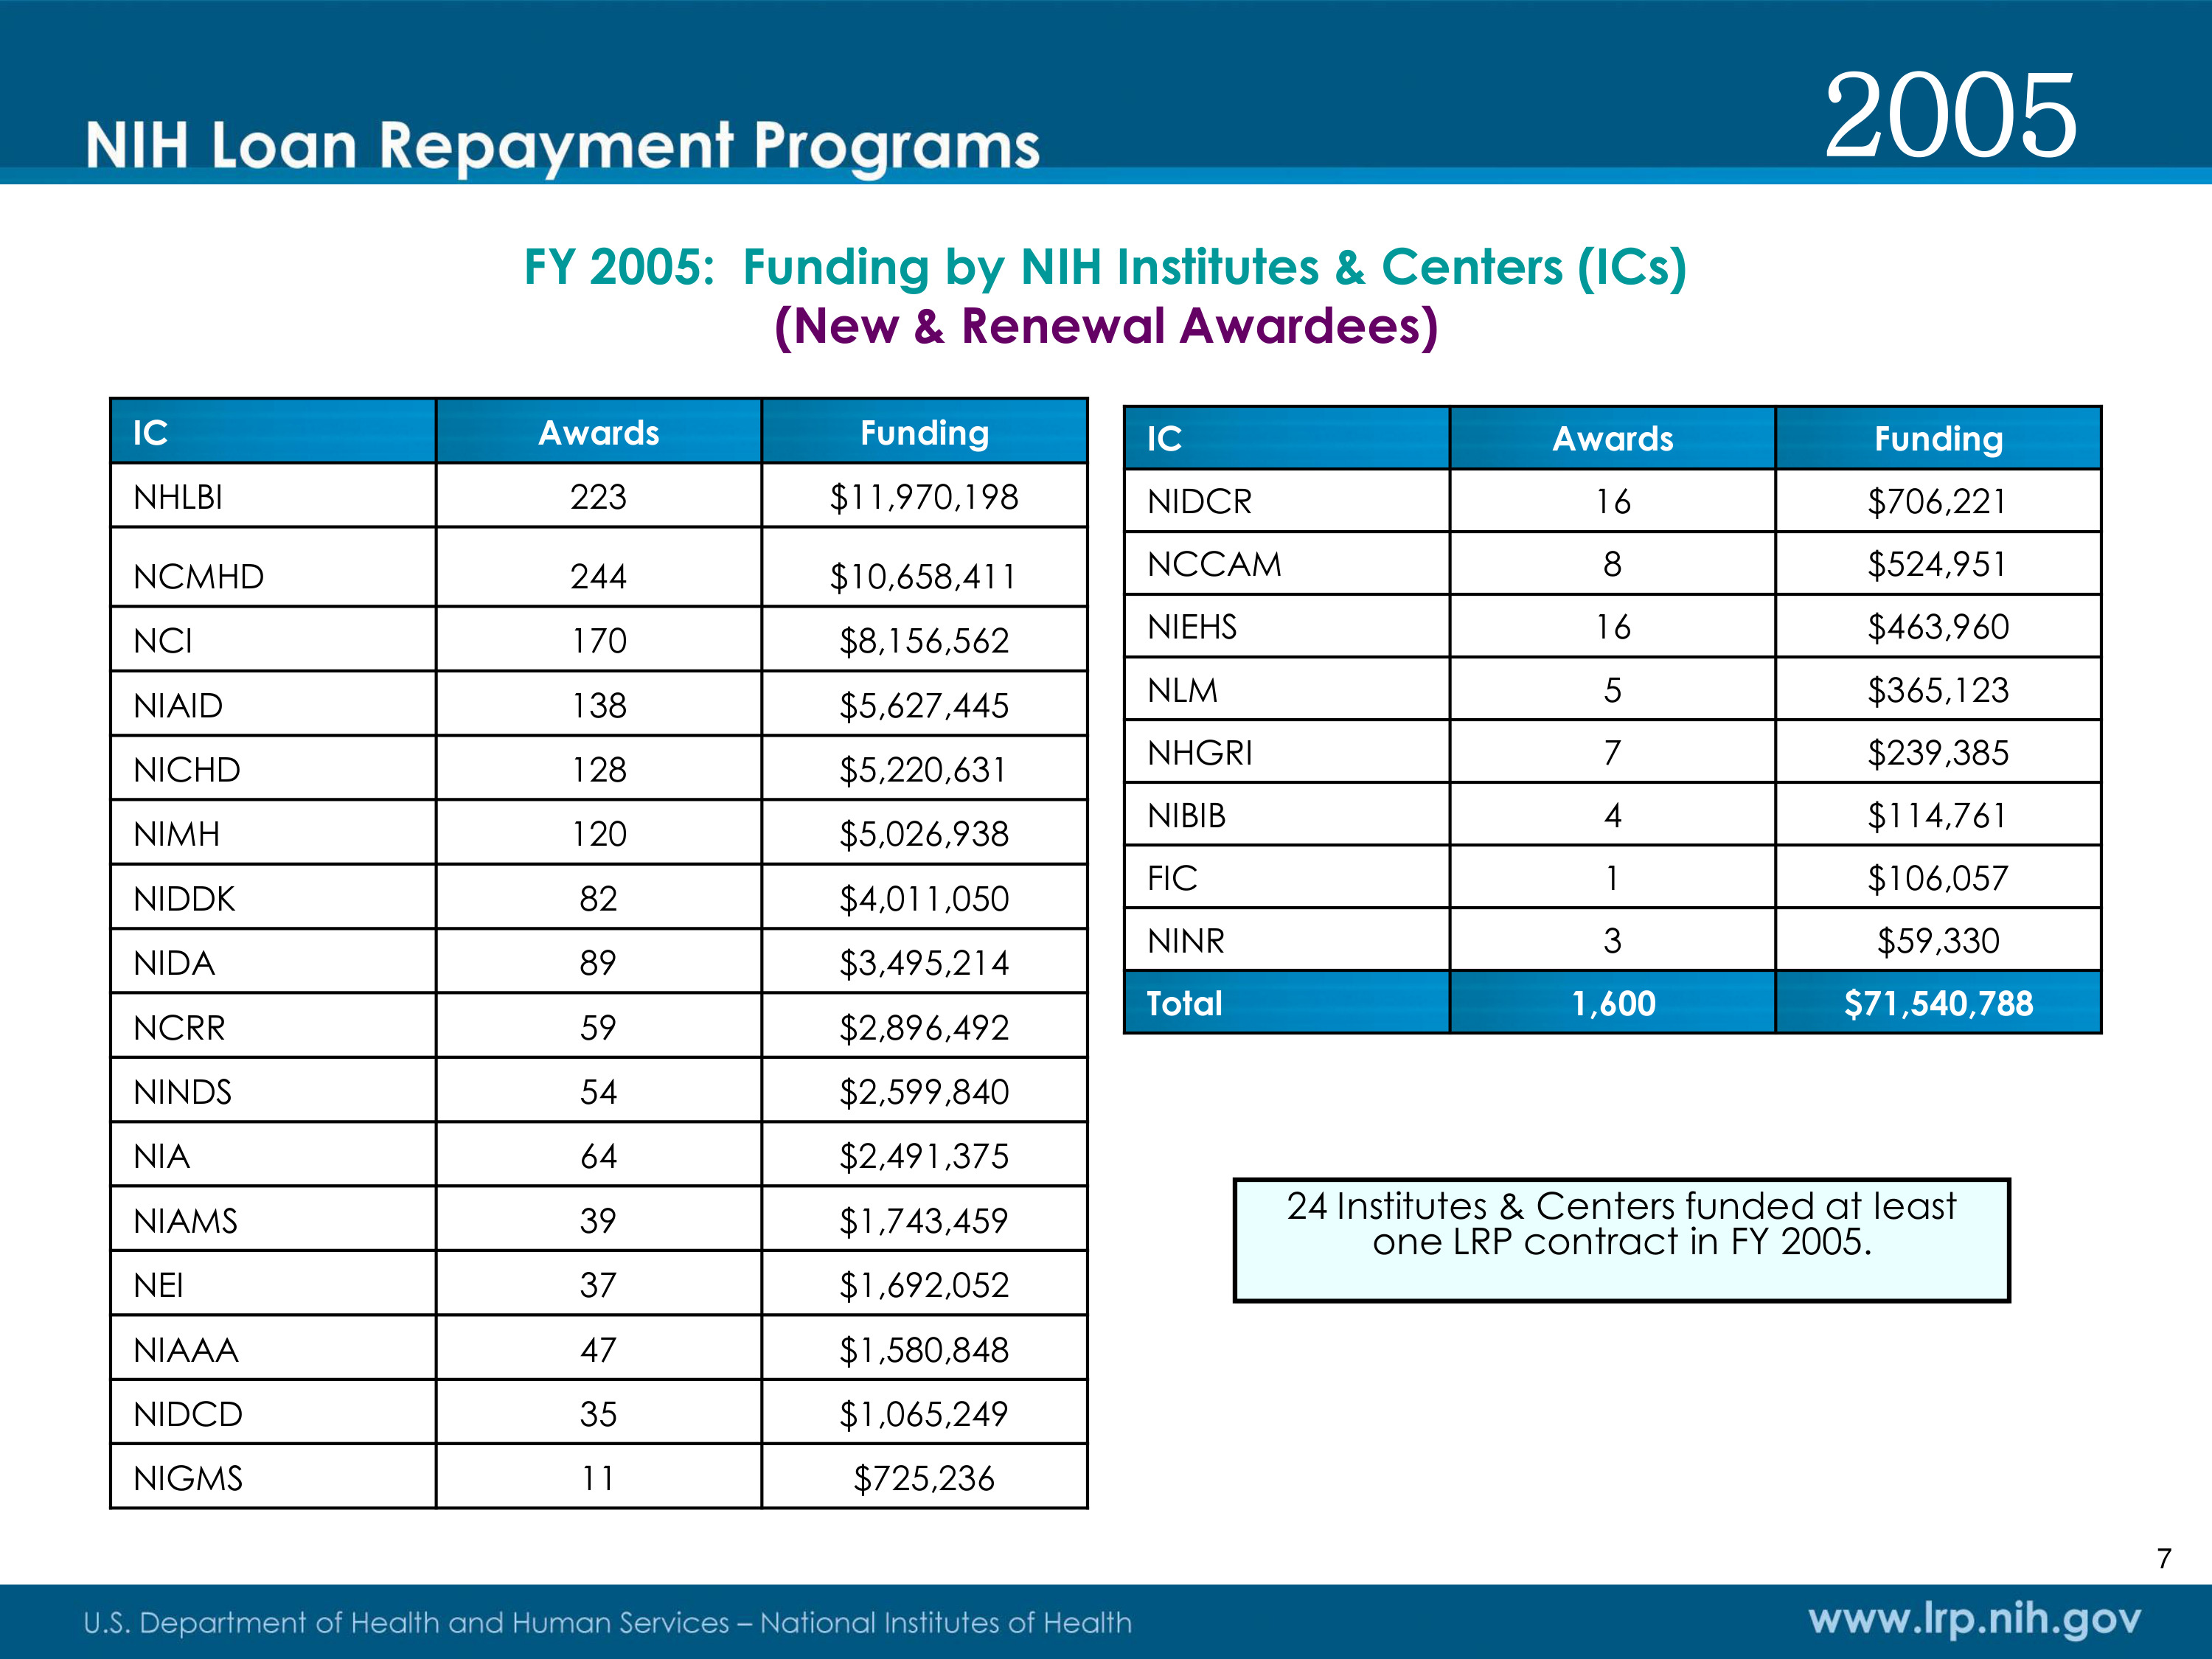 NIH Loan Repayment Programs
2005
FY 2005: Funding by NIH Institutes & Centers (ICs)
(New & Renewal Awardees)
IC Awards Funding
NHLBI 223 $11,970,198
NCMHD 244 $10,658,411
NCI 170 $8,156,562
NIAID 138 $5,627,445
NICHD 128 $5,220,631
NIMH 120 $5,026,938
NIDDK 82 $4,011,050
NIDA 89 $3,495,214
NCRR 59 $2,896,492
NINDS 54 $2,599,840
NIA 64 $2,491,375
NIAMS 39 $1,743,459
NEI 37 $1,692,052
NIAAA 47 $1,580,848
NIDCD 35 $1,065,249
NIGMS 11 $725,236
IC Awards Funding
NIDCR 16 $706,221
NCCAM 8 $524,951
NIEHS 16 $463,960
NLM 5 $365,123
NHGRI 7 $239,385
NIBIB 4 $114,761
FIC 1 $106,057
NINR 3 $59,330
Total 1,600 $71,540,788
24 Institutes & Centers funded at least
one LRP contract in FY 2005.
7
U.S. Department of Health and Human Services – National Institutes of Health
www.lrp.nih.gov